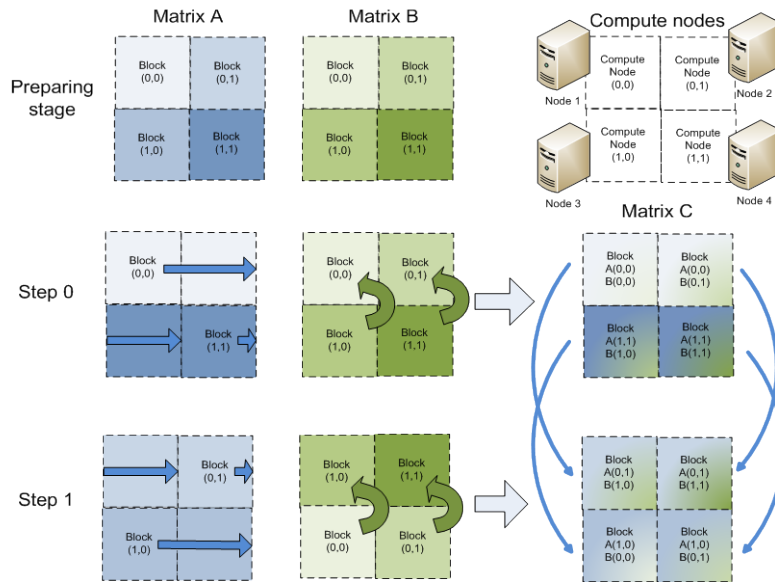 Matrix A
Matrix B
Compute nodes
Preparing
stage
Block
(0,0)
Block
(0,1)
Block
(1,0)
Block
(1,1)
Block
(0,0)
Block
(0,1)
Block
(1,0)
Block
(1,1)
Compute
Node
(0,0)
Compute
Node
(0,1)
Node 1
Node 2
Compute
Node
(1,0)
Compute
Node
(1,1)
Node 3
Node 4
Matrix C
Step 0
Block
(0,0)
Block
(1,1)
Block
(0,0)
Block
(0,1)
Block
(1,0)
Block
(1,1)
Block
A(0,0)
B(0,0)
Block
A(0,0)
B(0,1)
Block
A(1,1)
B(1,0)
Block
A(1,1)
B(1,1)
Step 1
Block
(0,1)
Block
(1,0)
Block
(1,0)
Block
(1,1)
Block
(0,0)
Block
(0,1)
Block
A(0,1)
B(1,0)
Block
A(0,1)
B(1,1)
Block
A(1,0)
B(0,0)
Block
A(1,0)
B(0,1)